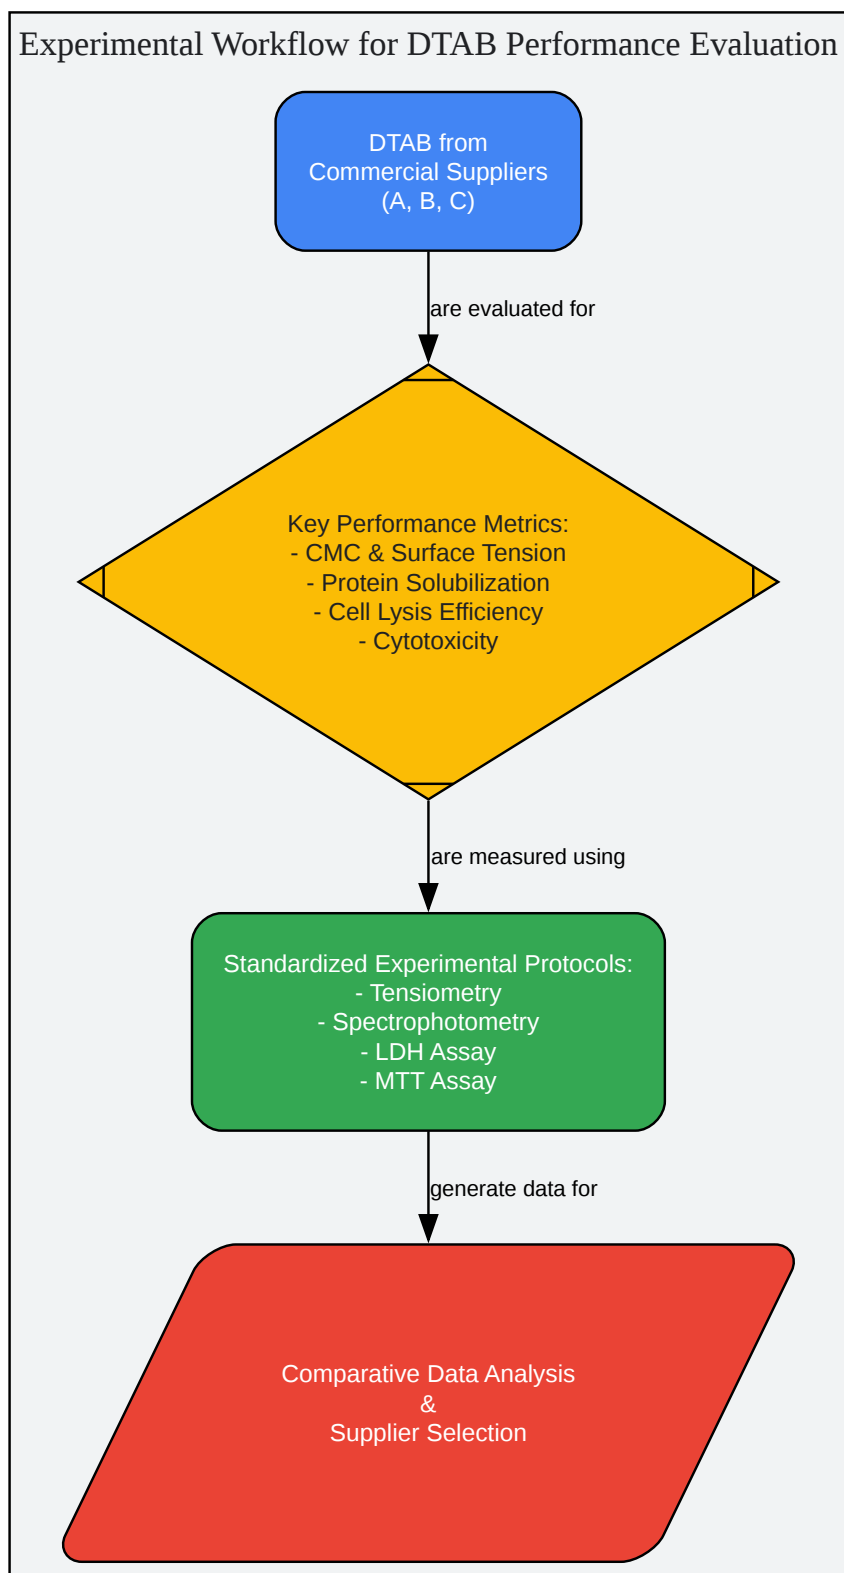 Experimental Workflow for DTAB Performance Evaluation
DTAB from
Commercial Suppliers
(A, B, C)
are evaluated for
Key Performance Metrics:
- CMC & Surface Tension
- Protein Solubilization
- Cell Lysis Efficiency
- Cytotoxicity
are measured using
Standardized Experimental Protocols:
- Tensiometry
- Spectrophotometry
- LDH Assay
- MTT Assay
generate data for
Comparative Data Analysis
&
Supplier Selection